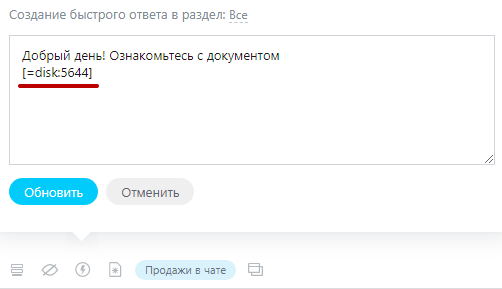 Создание быстрого ответа в раздел: Все
Добрый день! Ознакомьтесь с документом
[=disk:5644]
Обновить
Отменить
Продажи в чате